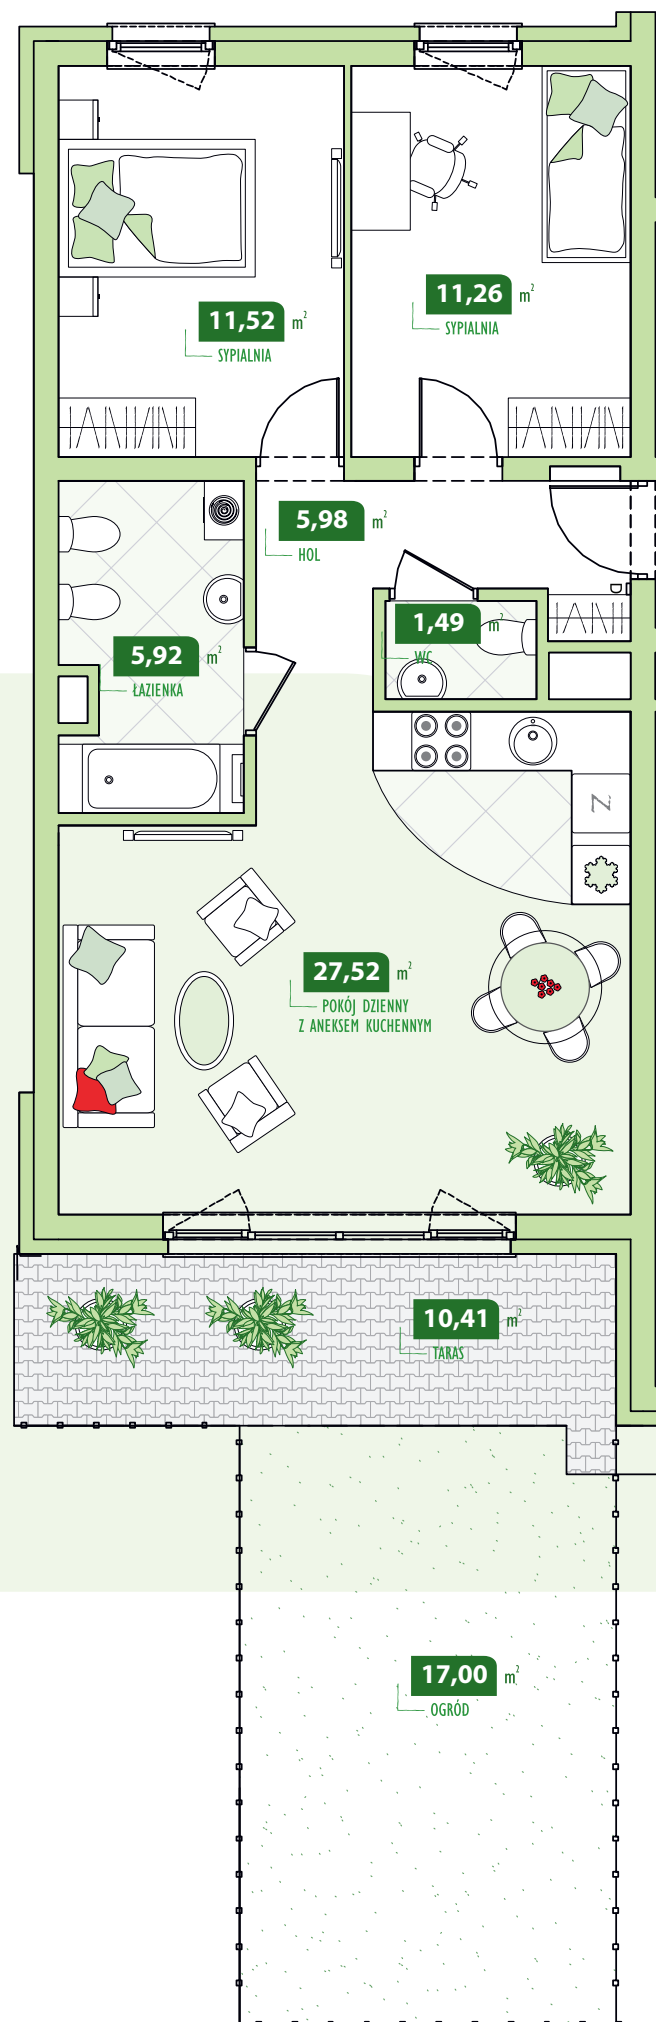 11,52 m²
SYPIALNIA
11,26 m²
SYPIALNIA
5,98 m²
HOL
1,49 m²
WC
5,92 m²
ŁAZIENKA
Z
27,52 m²
POKÓJ DZIENNY
Z ANEKSEM KUCHENNYM
10,41 m²
TARAS
17,00 m²
OGRÓD